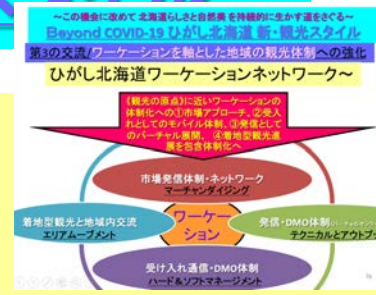 ～この機会に改めて 北海道らしさと自然美 を持続的に生かす道をさぐる～
Beyond COVID-19 ひがし北海道 新・観光スタイル
第3の交流/ワーケーションを軸とした地域の観光体制への強化
ひがし北海道ワーケーションネットワーク～
《観光の原点》に近いワーケーションの
体制化への①市場アプローチ、②受入
れとしてのモバイル体制、③発信として
のバーチャル展開、④着地型観光進
展を包含体制化へ
市場発信体制・ネットワーク
マーチャンダイジング
着地型観光と地域内交流
エリアムーブメント
ワーケー
ション
発信・DMO体制
テクニカルとアウトプッ
受け入れ通信・DMO体制
ハード&ソフトマネージメント